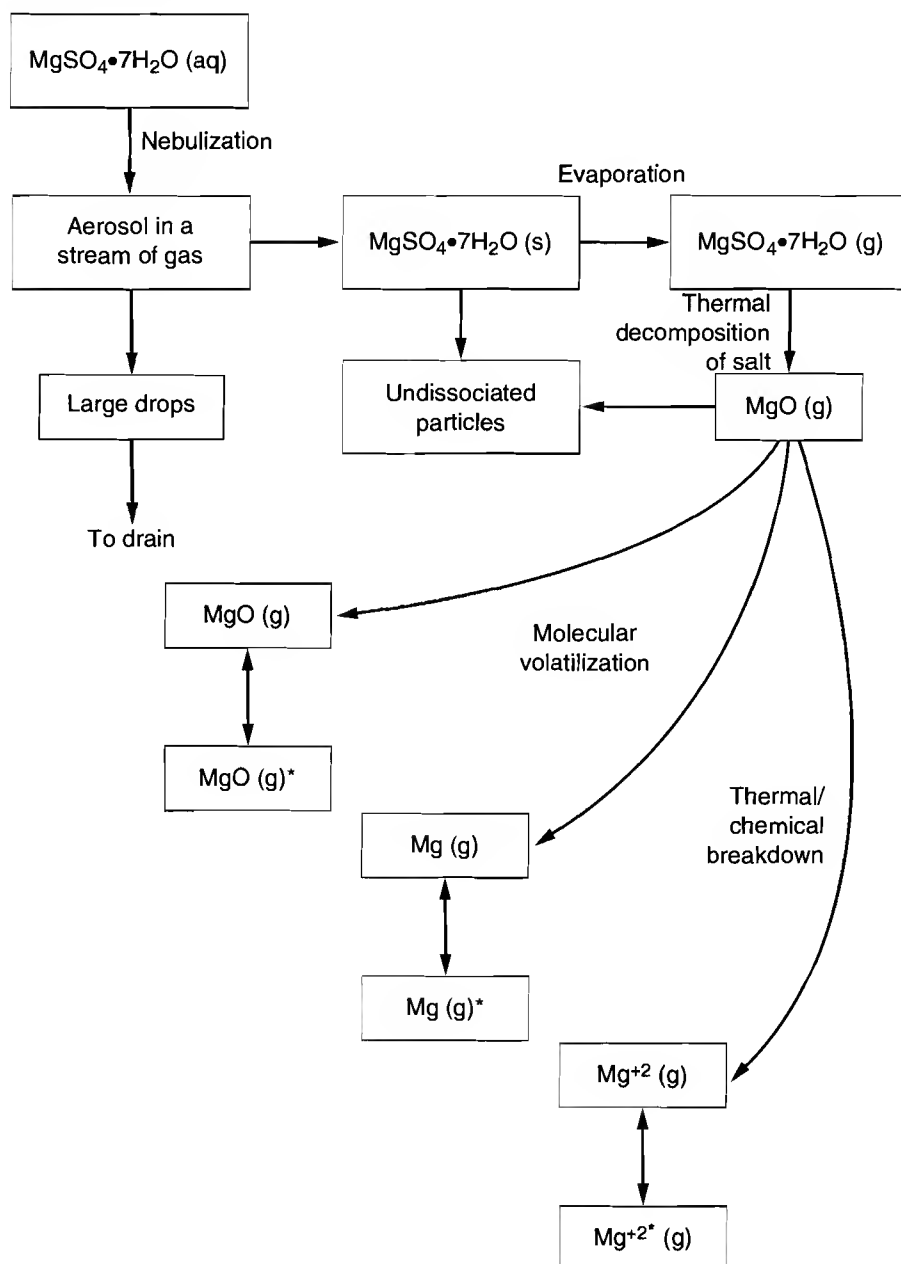 MgSO₄•7H₂O (aq)
Nebulization
Evaporation
Aerosol in a
stream of gas
MgSO₄•7H₂O (s)
MgSO₄•7H₂O (g)
Thermal
decomposition
of salt
Large drops
Undissociated
particles
MgO (g)
To drain
MgO (g)
Molecular
volatilization
MgO (g)*
Thermal/
chemical
breakdown
Mg (g)
Mg (g)*
Mg⁺² (g)
Mg⁺²* (g)